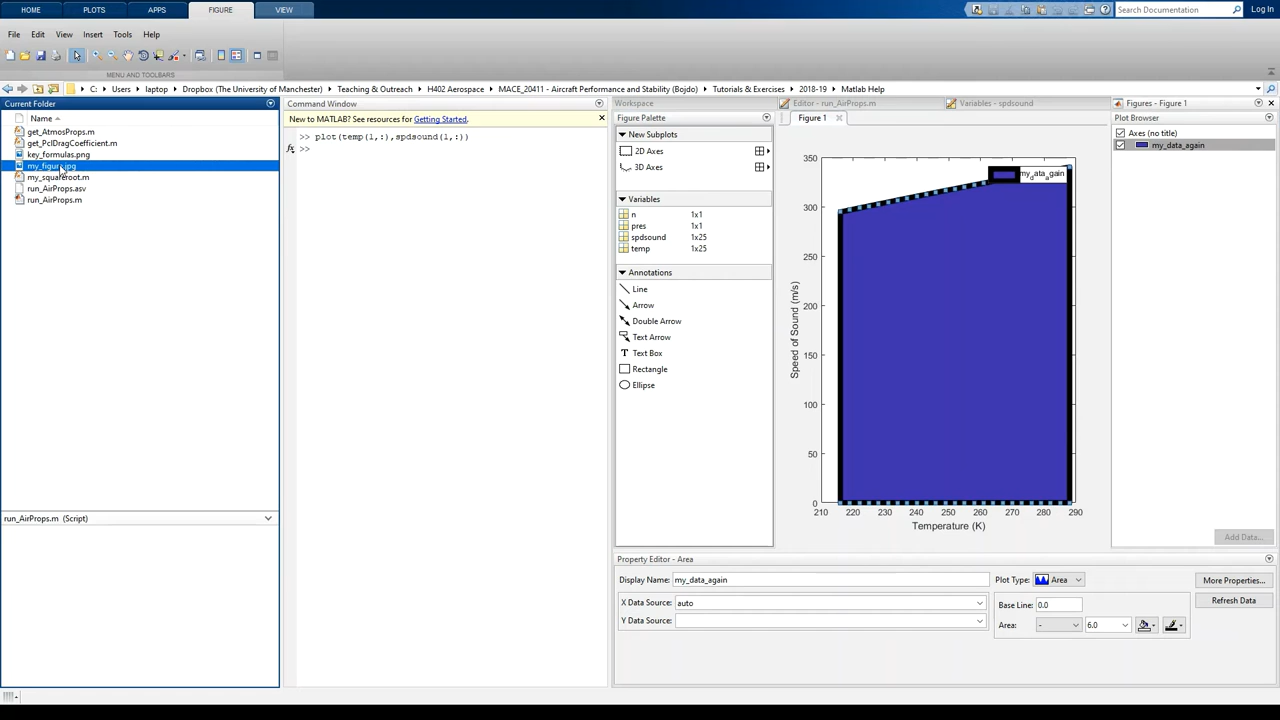 HOME PLOTS APPS FIGURE VIEW Search Documentation Log In
File Edit View Insert Tools Help
MENU AND TOOLBARS
C: Users laptop Dropbox (The University of Manchester) Teaching & Outreach H402 Aerospace MACE_20411 - Aircraft Performance and Stability (Bojdo) Tutorials & Exercises 2018-19 Matlab Help
Current Folder
Name
get_AtmosProps.m
get_PclDragCoefficient.m
key_formulas.png
my_figure.jpg
my_squareroot.m
run_AirProps.asv
run_AirProps.m
run_AirProps.m (Script)
Command Window
New to MATLAB? See resources for Getting Started.
>> plot(temp(1,:),spdsound(1,:))
fx >>
Workspace Editor - run_AirProps.m Variables - spdsound Figures - Figure 1
Figure Palette
Figure 1
New Subplots
2D Axes
3D Axes
Variables
n 1x1
pres 1x1
spdsound 1x25
temp 1x25
Annotations
Line
Arrow
Double Arrow
Text Arrow
T Text Box
Rectangle
Ellipse
350
300
250
200
150
100
50
0
Speed of Sound (m/s)
my_data_again
210 220 230 240 250 260 270 280 290
Temperature (K)
Plot Browser
Axes (no title)
my_data_again
Add Data...
Property Editor - Area
Display Name: my_data_again Plot Type: Area More Properties...
X Data Source: auto Base Line: 0.0 Refresh Data
Y Data Source: Area: - 6.0